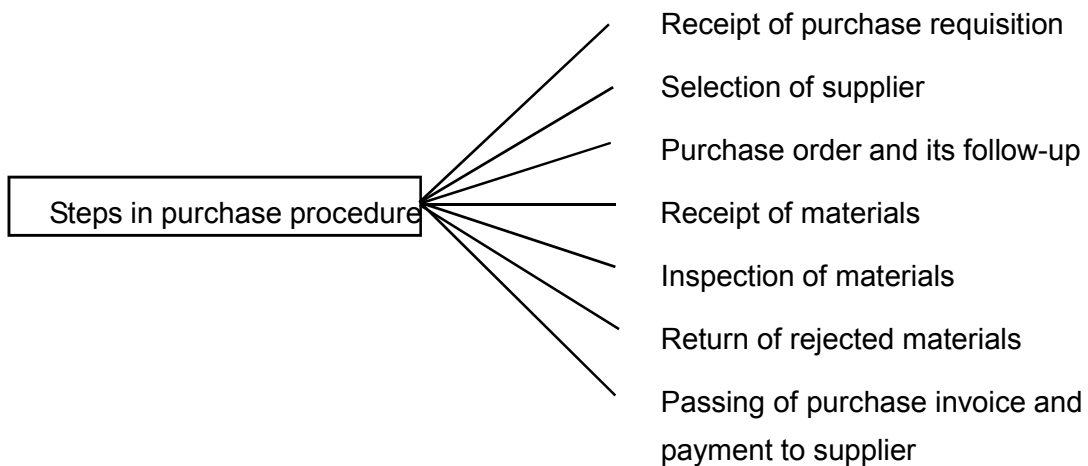 Receipt of purchase requisition
Selection of supplier
Purchase order and its follow-up
Steps in purchase procedure
Receipt of materials
Inspection of materials
Return of rejected materials
Passing of purchase invoice and
payment to supplier